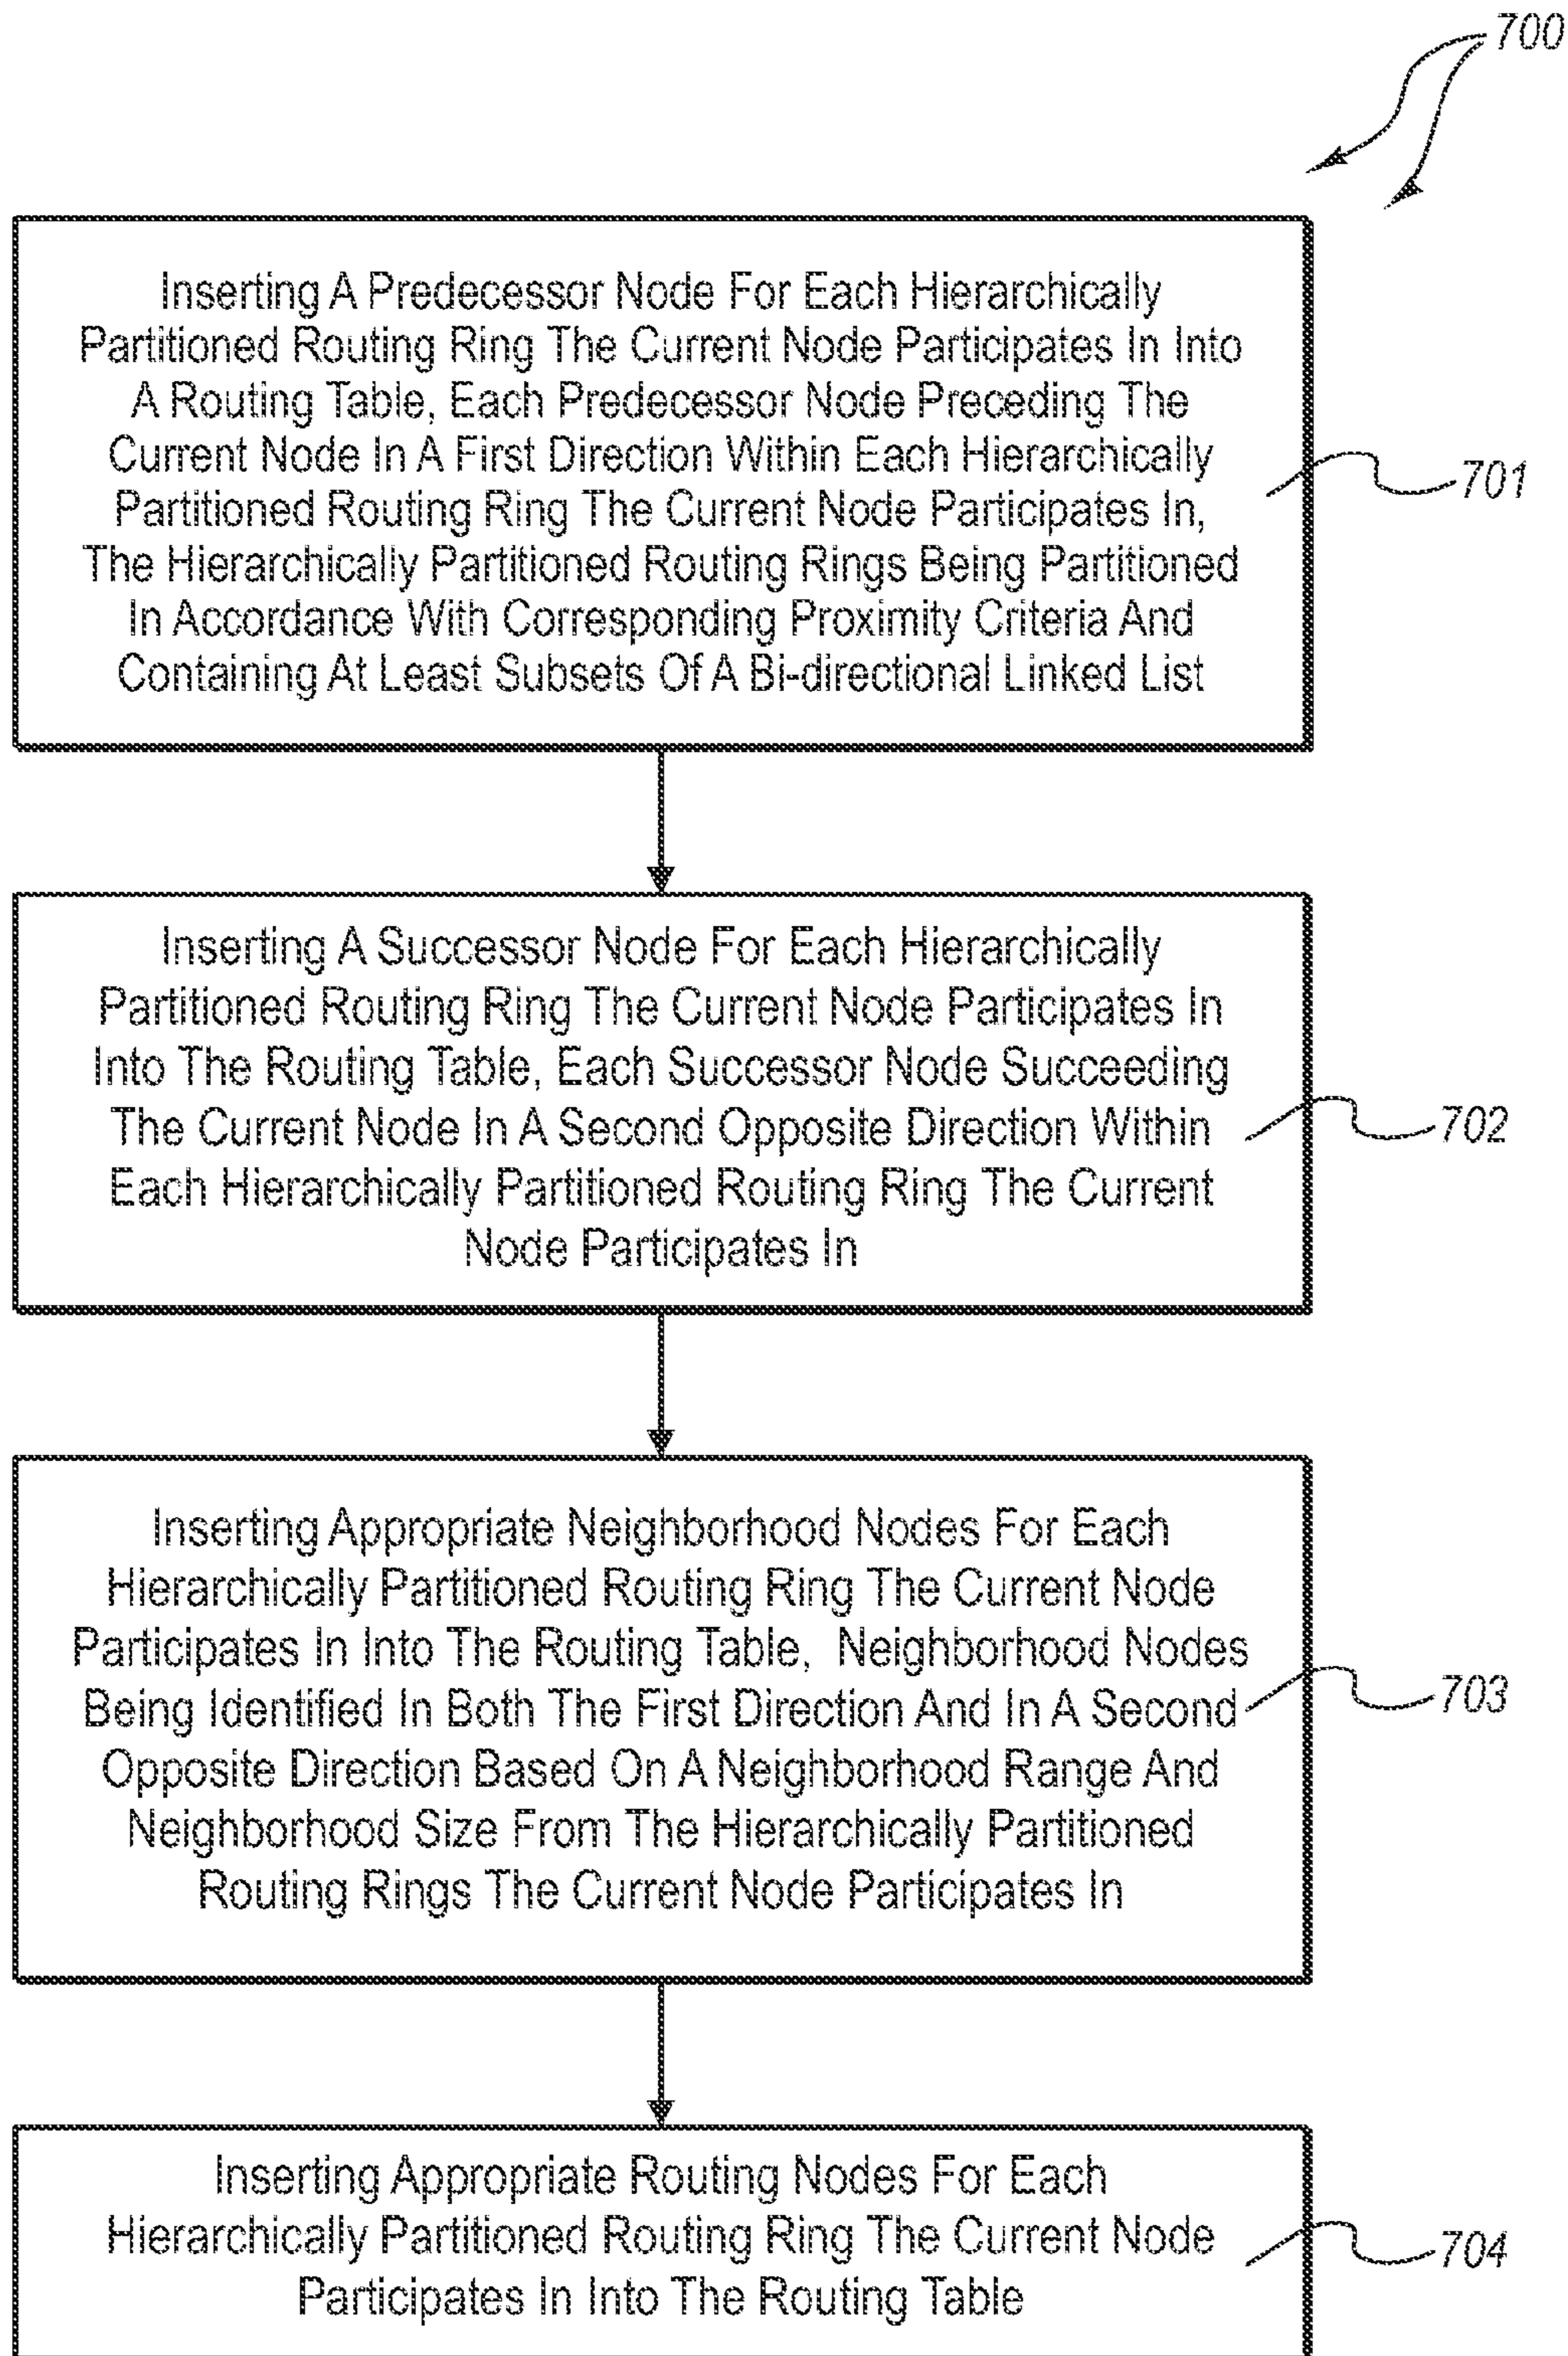 700
Inserting A Predecessor Node For Each Hierarchically
Partitioned Routing Ring The Current Node Participates In Into
A Routing Table, Each Predecessor Node Preceding The
Current Node In A First Direction Within Each Hierarchically
Partitioned Routing Ring The Current Node Participates In,
The Hierarchically Partitioned Routing Rings Being Partitioned
In Accordance With Corresponding Proximity Criteria And
Containing At Least Subsets Of A Bi-directional Linked List
701
Inserting A Successor Node For Each Hierarchically
Partitioned Routing Ring The Current Node Participates In
Into The Routing Table, Each Successor Node Succeeding
The Current Node In A Second Opposite Direction Within
Each Hierarchically Partitioned Routing Ring The Current
Node Participates In
702
Inserting Appropriate Neighborhood Nodes For Each
Hierarchically Partitioned Routing Ring The Current Node
Participates In Into The Routing Table, Neighborhood Nodes
Being Identified In Both The First Direction And In A Second
Opposite Direction Based On A Neighborhood Range And
Neighborhood Size From The Hierarchically Partitioned
Routing Rings The Current Node Participates In
703
Inserting Appropriate Routing Nodes For Each
Hierarchically Partitioned Routing Ring The Current Node
Participates In Into The Routing Table
704